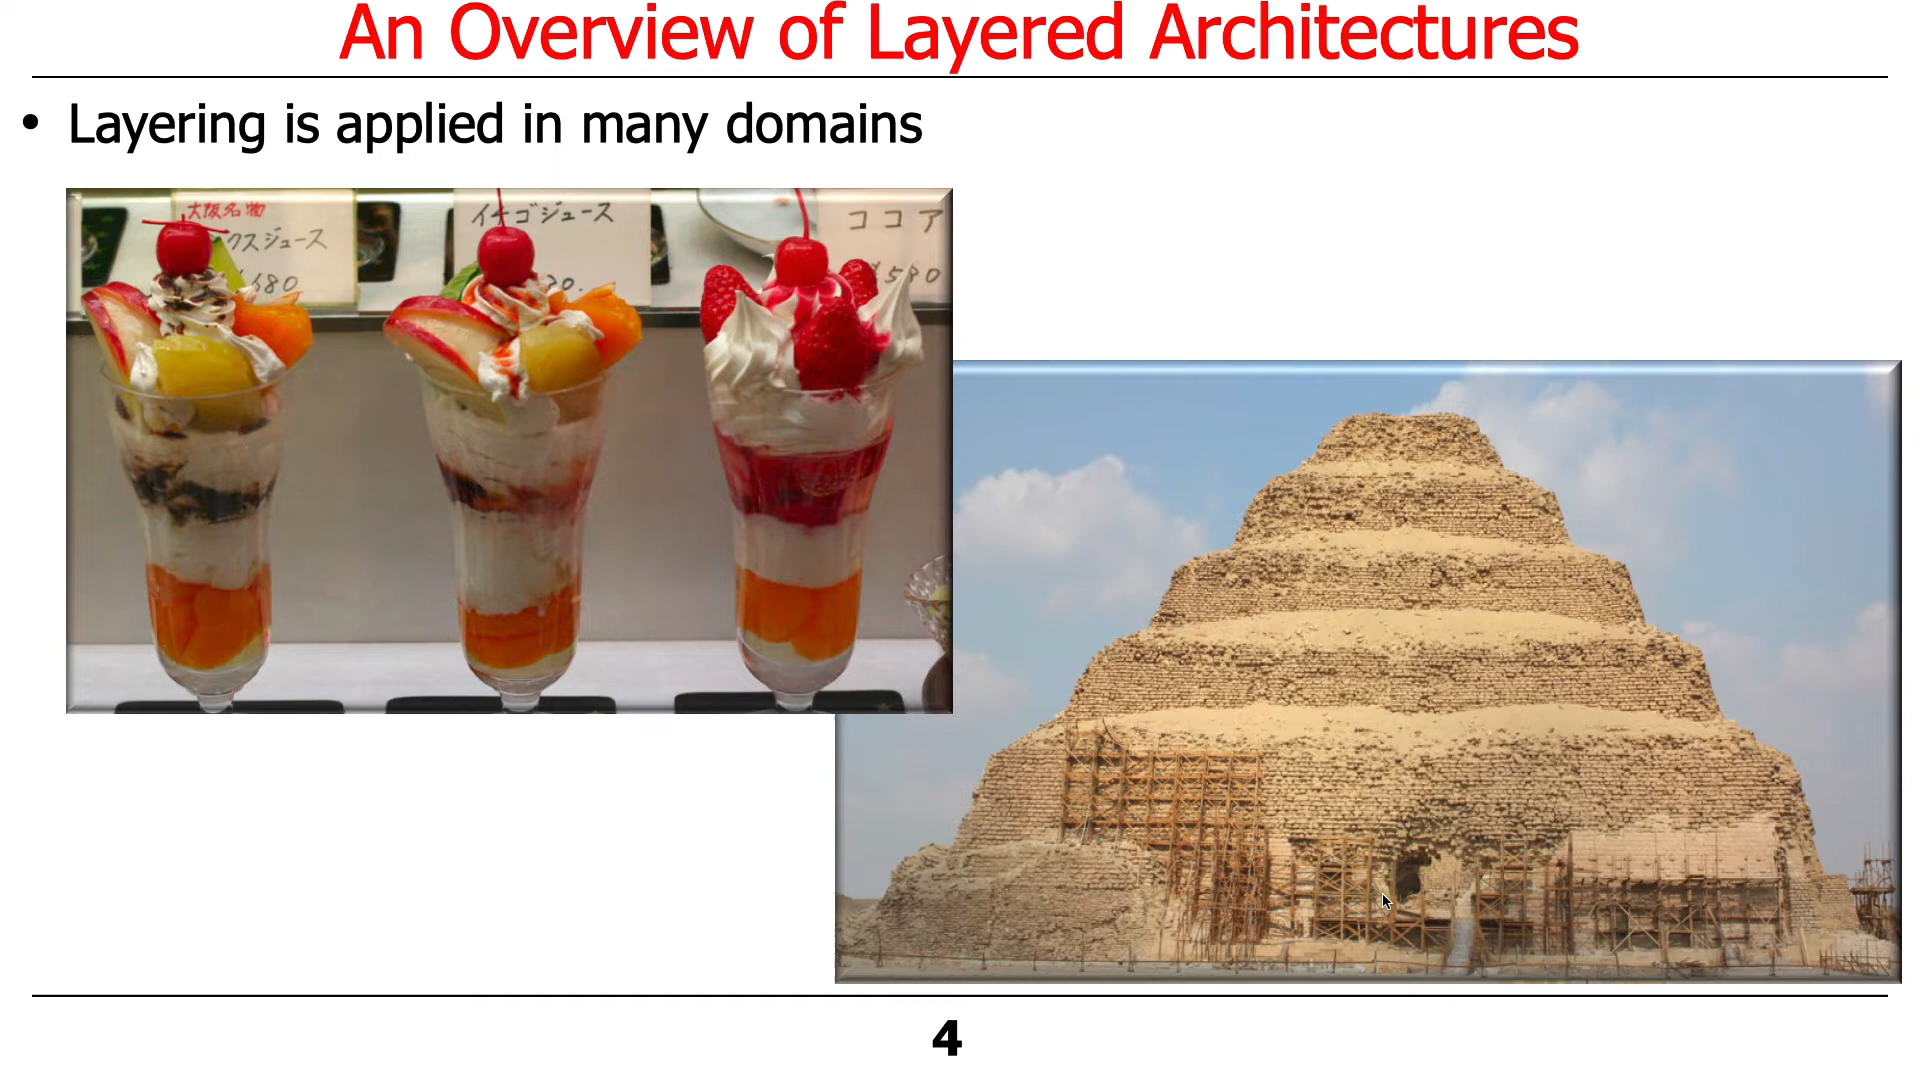 An Overview of Layered Architectures
• Layering is applied in many domains
大阪名物
クスジュース
680
イチゴジュース
30.
ココア
¥580
4